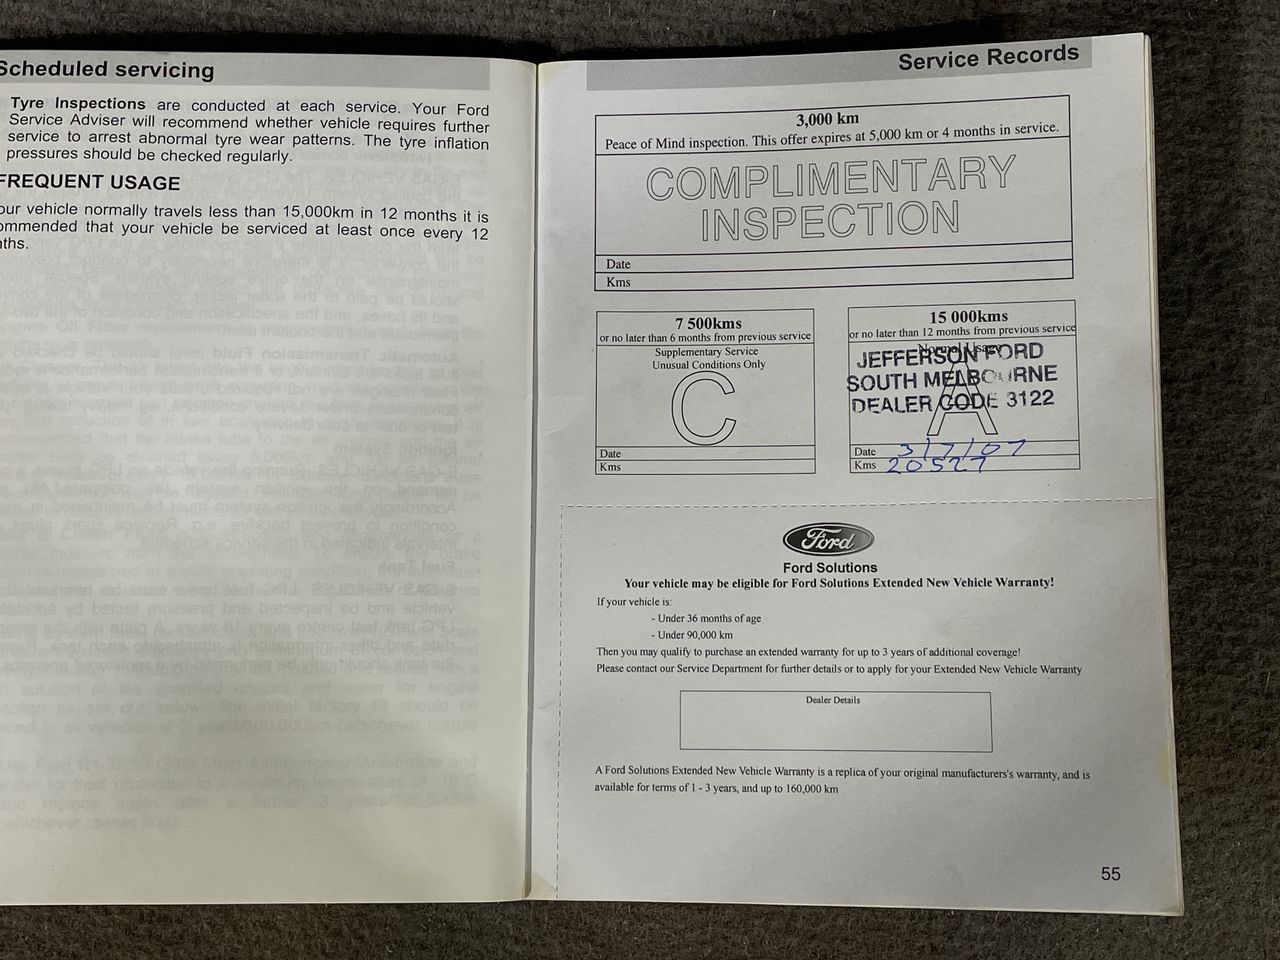 Scheduled servicing
Tyre Inspections are conducted at each service. Your Ford
Service Adviser will recommend whether vehicle requires further
service to arrest abnormal tyre wear patterns. The tyre inflation
pressures should be checked regularly.
FREQUENT USAGE
our vehicle normally travels less than 15,000km in 12 months it is
ommended that your vehicle be serviced at least once every 12
nths.
Service Records
3,000 km
Peace of Mind inspection. This offer expires at 5,000 km or 4 months in service.
COMPLIMENTARY
INSPECTION
Date
Kms
7 500kms
or no later than 6 months from previous service
Supplementary Service
Unusual Conditions Only
C
Date
Kms
15 000kms
or no later than 12 months from previous service
Normal Usage
JEFFERSON FORD
SOUTH MELBOURNE
DEALER CODE 3122
A
Date 3/7/07
Kms 20527
Ford
Ford Solutions
Your vehicle may be eligible for Ford Solutions Extended New Vehicle Warranty!
If your vehicle is:
- Under 36 months of age
- Under 90,000 km
Then you may qualify to purchase an extended warranty for up to 3 years of additional coverage!
Please contact our Service Department for further details or to apply for your Extended New Vehicle Warranty
Dealer Details
A Ford Solutions Extended New Vehicle Warranty is a replica of your original manufacturers's warranty, and is
available for terms of 1 - 3 years, and up to 160,000 km
55